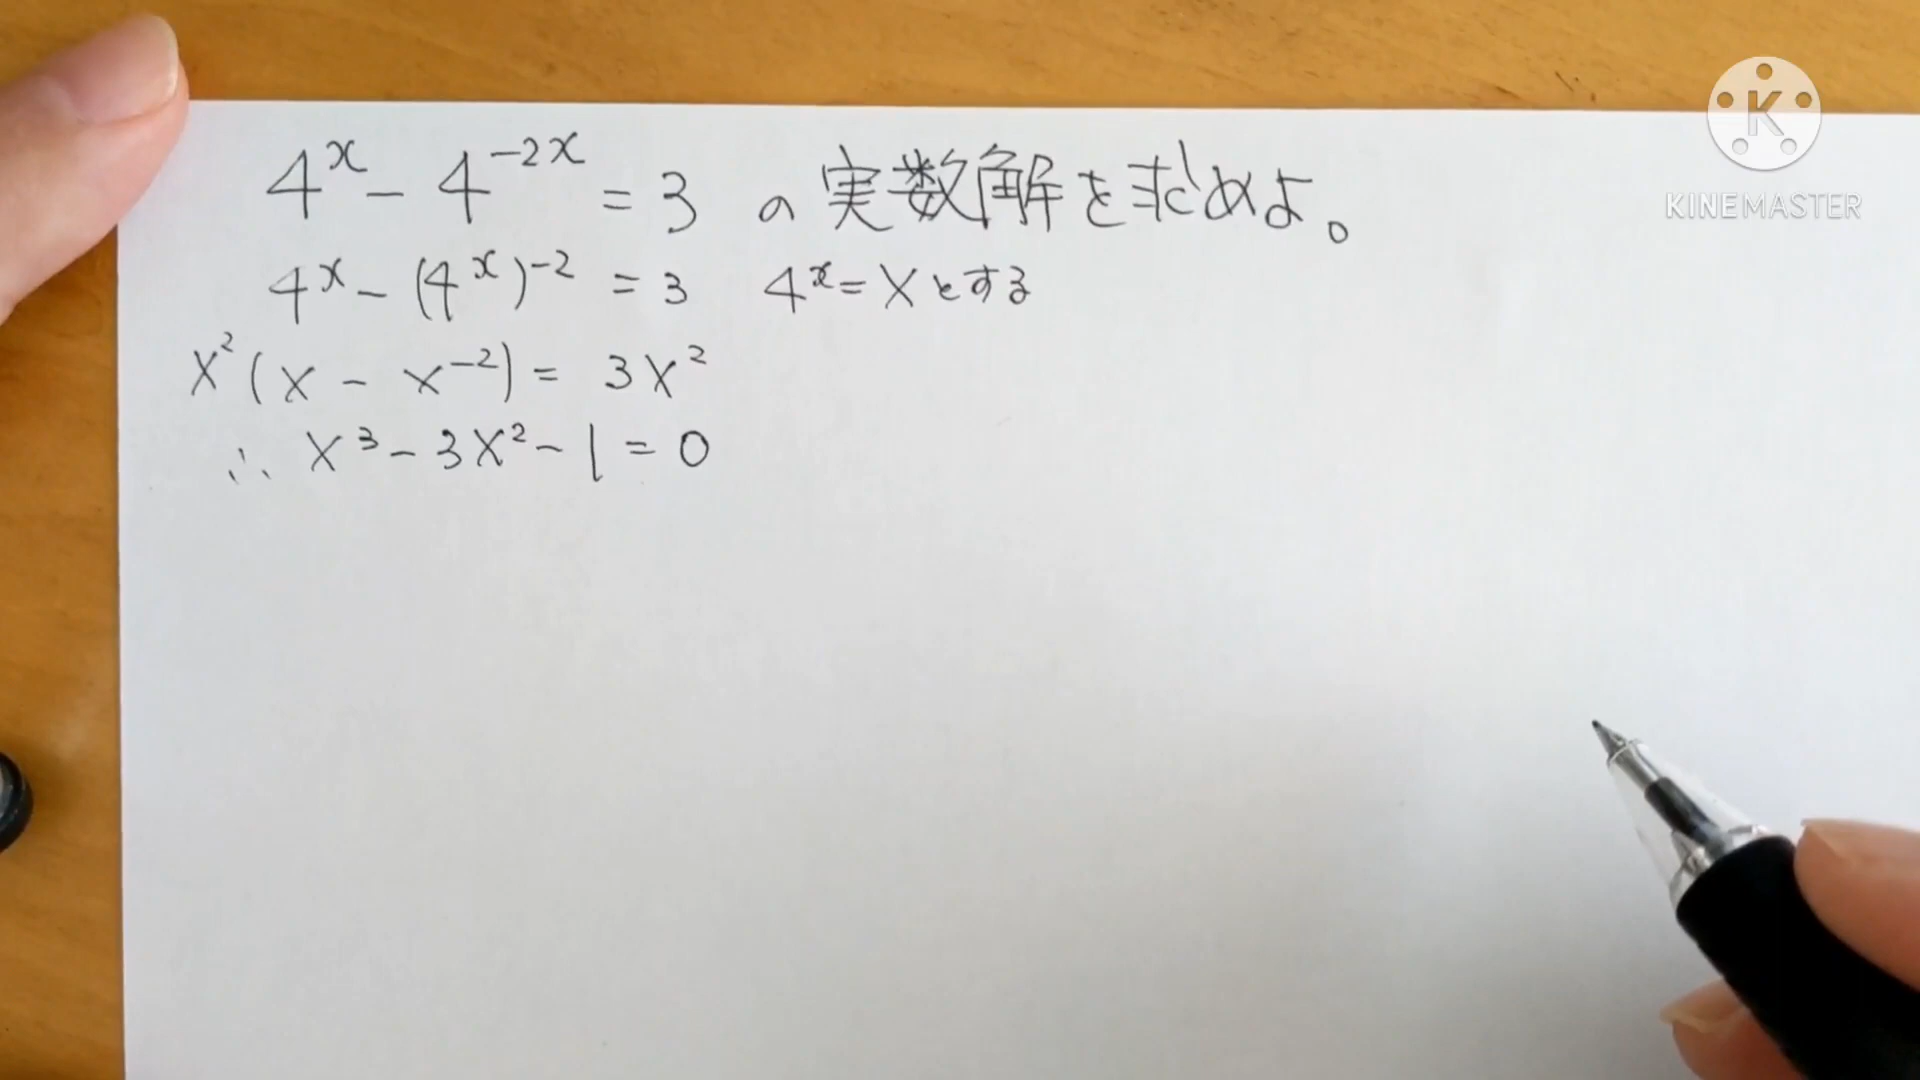 4^x - 4^{-2x} = 3 の実数解を求めよ。
4^x - (4^x)^{-2} = 3 4^x = X とする
X^2 (X - X^{-2}) = 3X^2
∴ X^3 - 3X^2 - 1 = 0
K
KINEMASTER